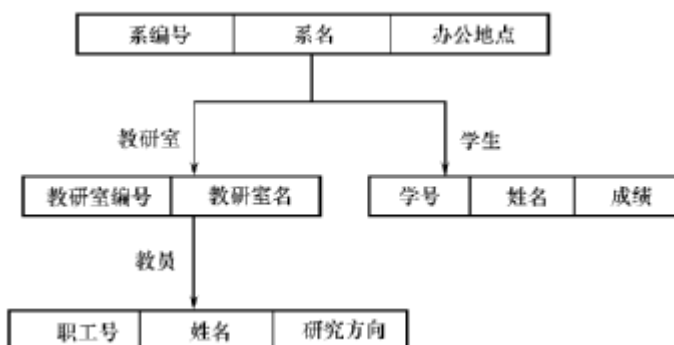 系编号 系名 办公地点
教研室 学生
教研室编号 教研室名 学号 姓名 成绩
教员
职工号 姓名 研究方向